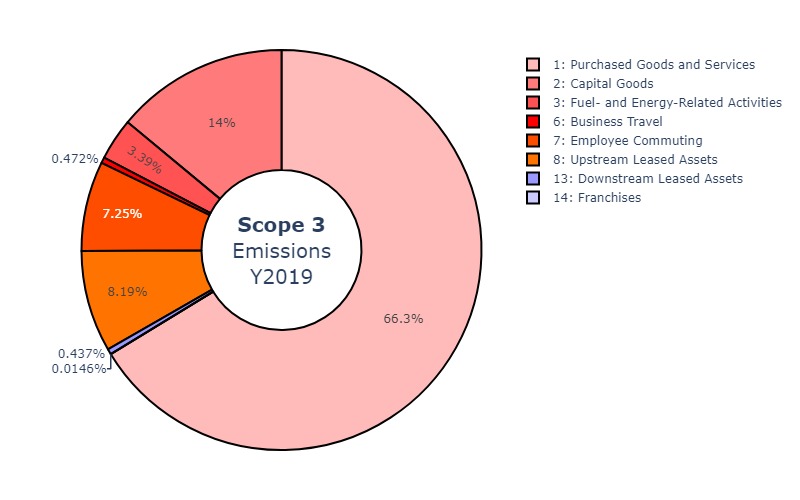 14%
3.39%
0.472%
7.25%
8.19%
0.437%
0.0146%
66.3%
Scope 3
Emissions
Y2019
1: Purchased Goods and Services
2: Capital Goods
3: Fuel- and Energy-Related Activities
6: Business Travel
7: Employee Commuting
8: Upstream Leased Assets
13: Downstream Leased Assets
14: Franchises